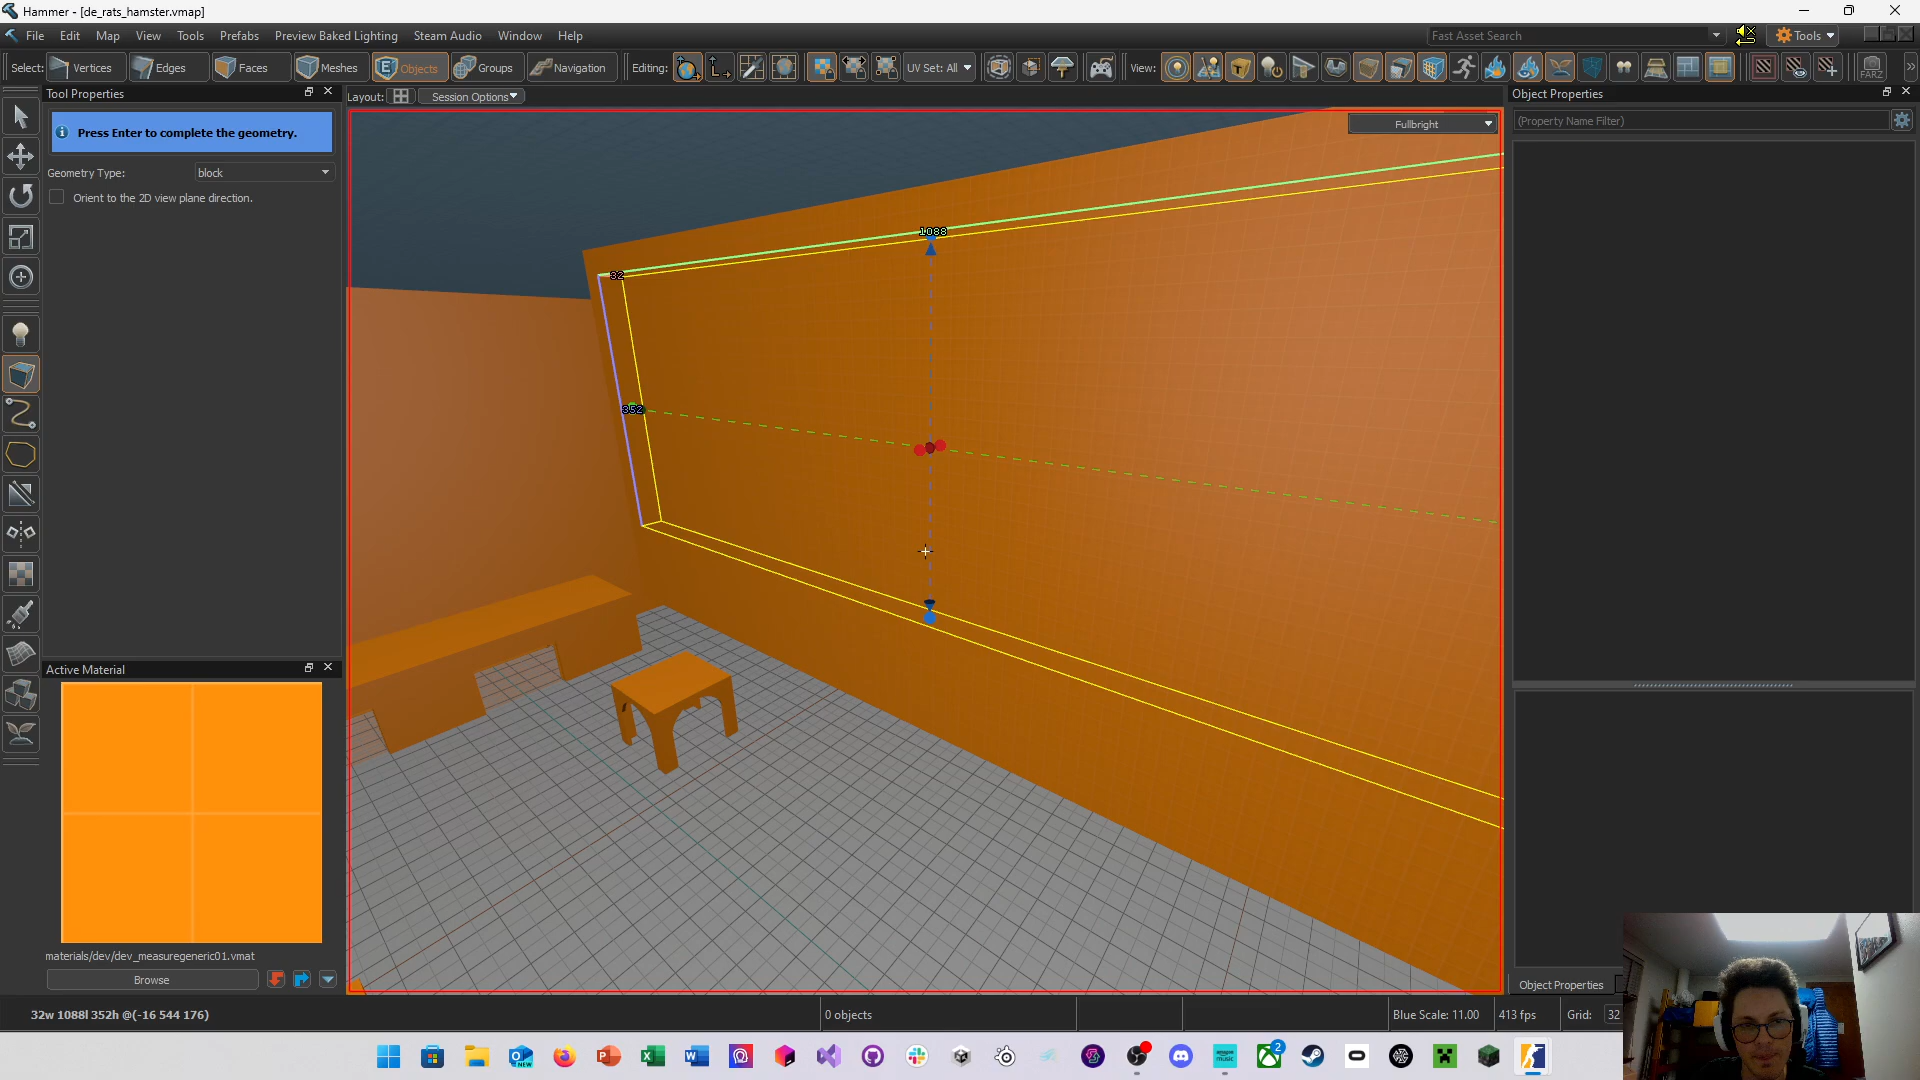 Hammer - [de_rats_hamster.vmap]
File Edit Map View Tools Prefabs Preview Baked Lighting Steam Audio Window Help
Fast Asset Search
Tools
Select: Vertices Edges Faces Meshes Objects Groups Navigation Editing: UV Set: All View: FARZ
Tool Properties
Layout: Session Options
Object Properties
Press Enter to complete the geometry.
Fullbright
(Property Name Filter)
Geometry Type: block
Orient to the 2D view plane direction.
1088
32
352
Active Material
materials/dev/dev_measuregeneric01.vmat
Browse
Object Properties
32w 1088l 352h @(-16 544 176)
0 objects
Blue Scale: 11.00
413 fps
Grid: 32
NEW
2